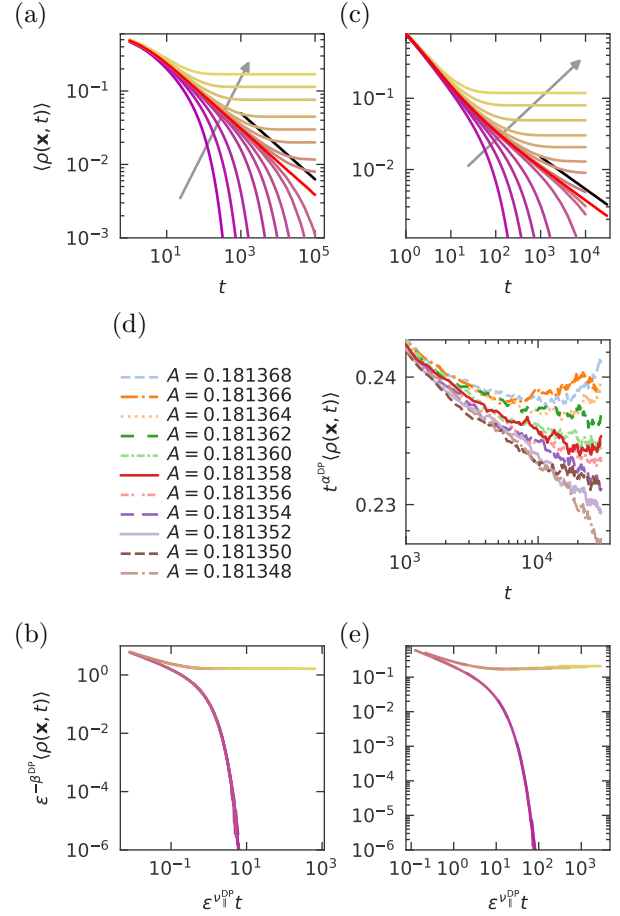 (a)
(c)
⟨ρ(x, t)⟩
10⁻¹
10⁻²
10⁻³
10¹
10³
10⁵
t
10⁻¹
10⁻²
10⁰
10¹
10²
10³
10⁴
t
(d)
A = 0.181368
A = 0.181366
A = 0.181364
A = 0.181362
A = 0.181360
A = 0.181358
A = 0.181356
A = 0.181354
A = 0.181352
A = 0.181350
A = 0.181348
t^{α^{DP}}⟨ρ(x, t)⟩
0.24
0.23
10³
10⁴
t
(b)
(e)
ε^{−β^{DP}}⟨ρ(x, t)⟩
10⁰
10⁻²
10⁻⁴
10⁻⁶
10⁻¹
10¹
10³
ε^{ν_∥^{DP}}t
10⁻¹
10⁻²
10⁻³
10⁻⁴
10⁻⁵
10⁻⁶
10⁻¹
10⁰
10¹
10²
10³
ε^{ν_∥^{DP}}t